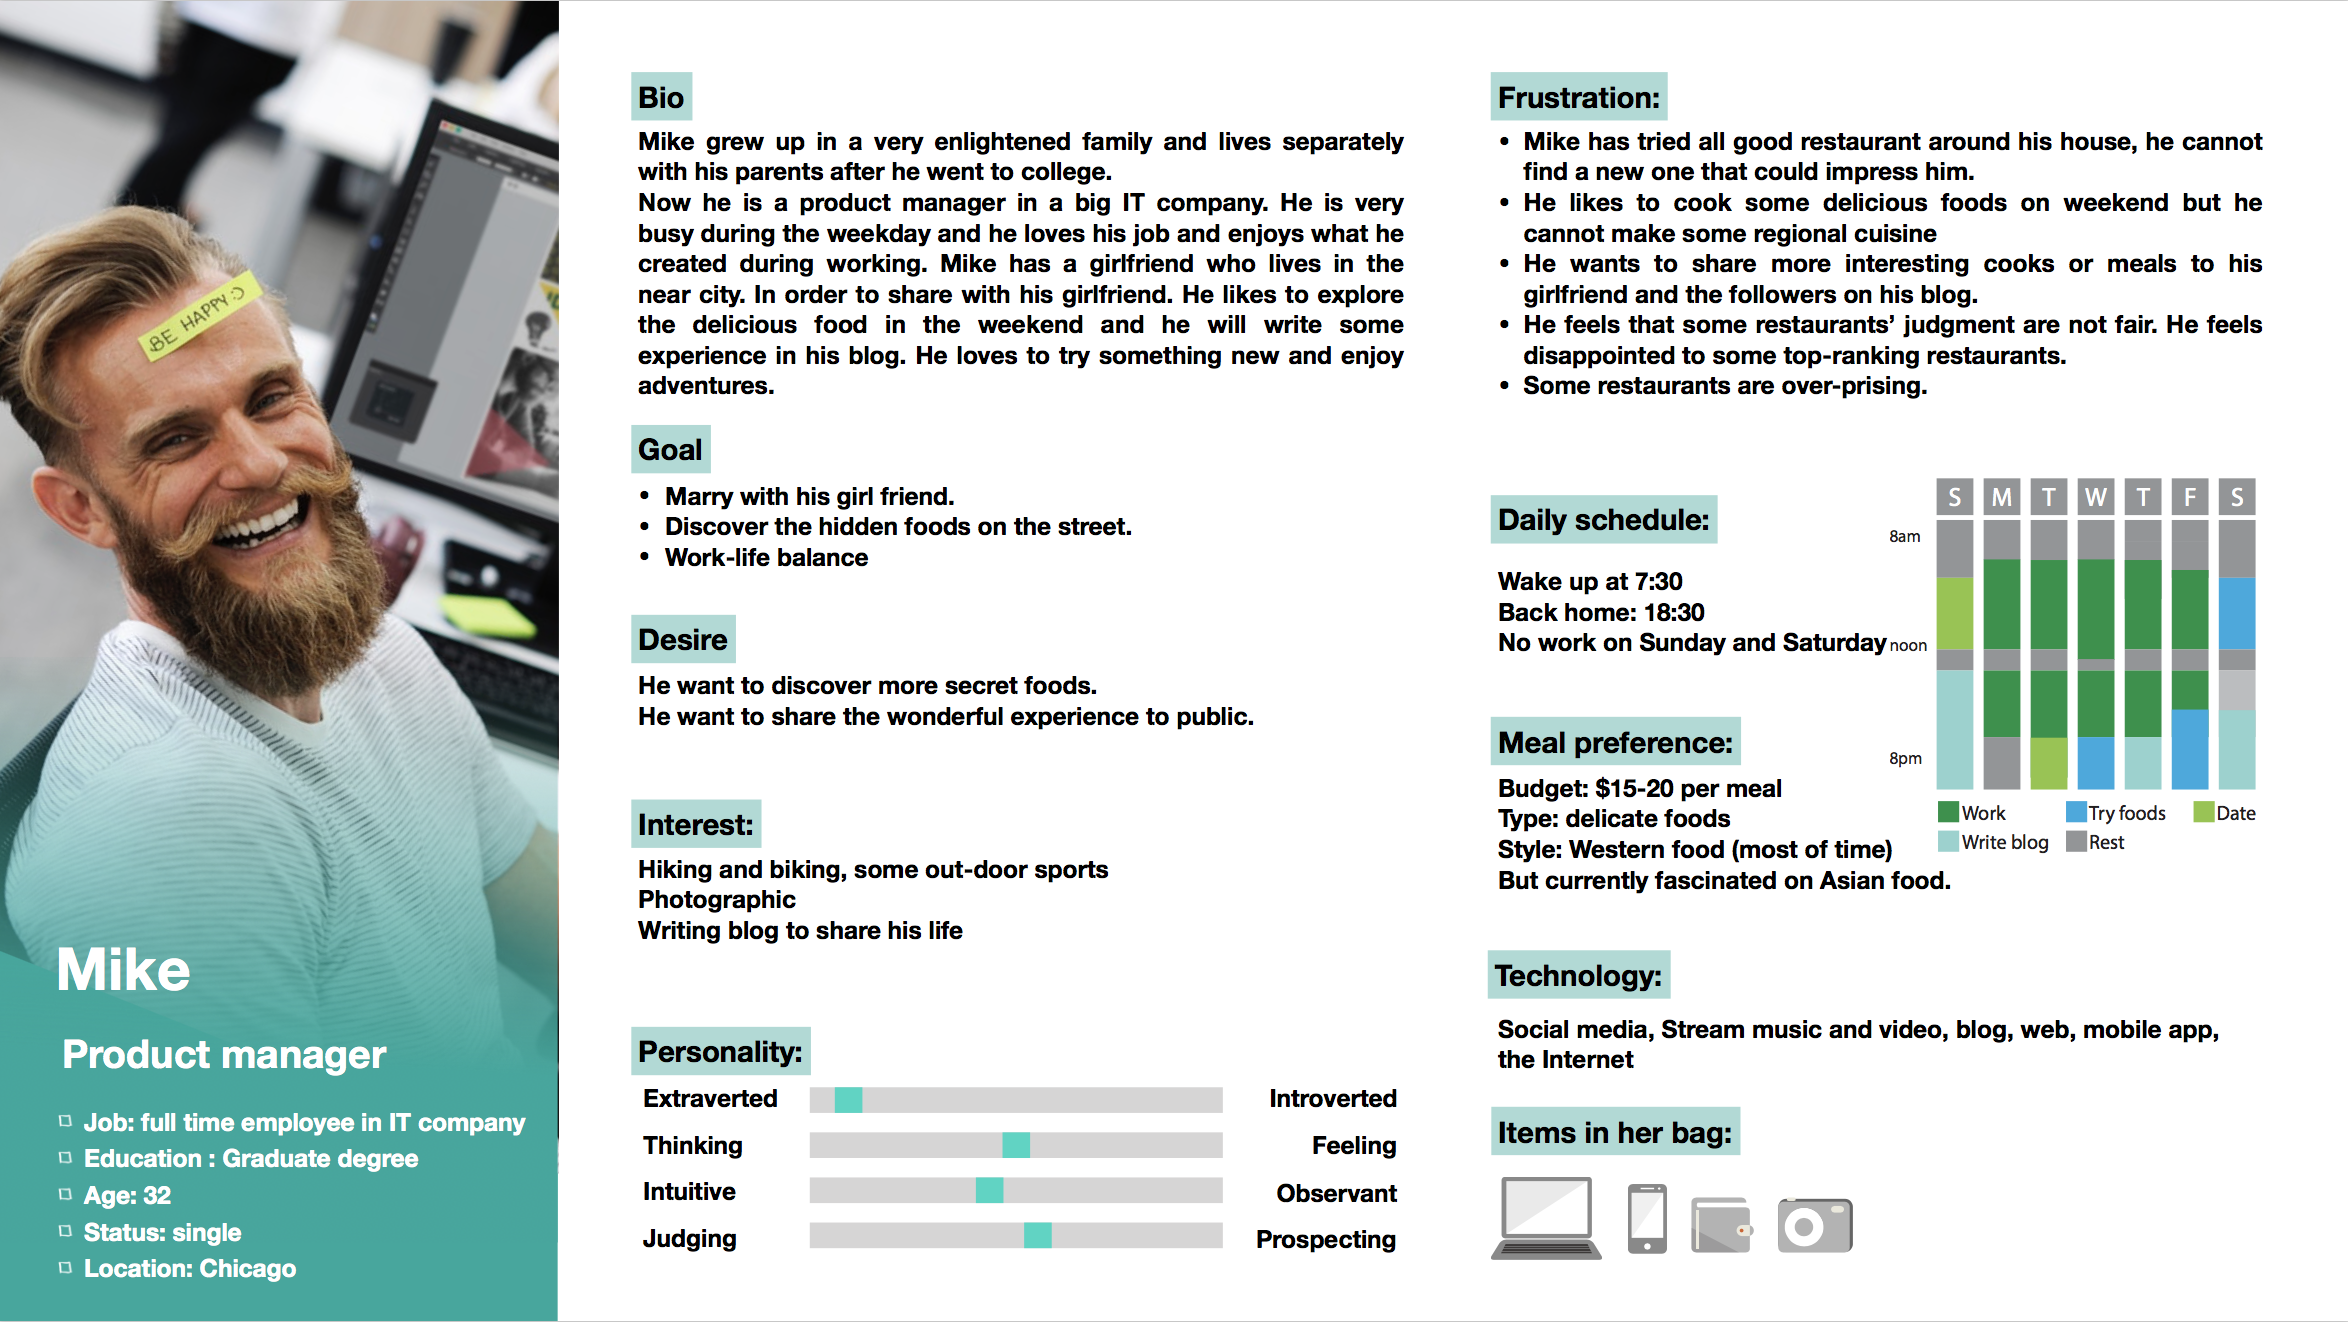 BE HAPPY :)
Mike
Product manager
Job: full time employee in IT company
Education : Graduate degree
Age: 32
Status: single
Location: Chicago
Bio
Mike grew up in a very enlightened family and lives separately
with his parents after he went to college.
Now he is a product manager in a big IT company. He is very
busy during the weekday and he loves his job and enjoys what he
created during working. Mike has a girlfriend who lives in the
near city. In order to share with his girlfriend. He likes to explore
the delicious food in the weekend and he will write some
experience in his blog. He loves to try something new and enjoy
adventures.
Goal
• Marry with his girl friend.
• Discover the hidden foods on the street.
• Work-life balance
Desire
He want to discover more secret foods.
He want to share the wonderful experience to public.
Interest:
Hiking and biking, some out-door sports
Photographic
Writing blog to share his life
Personality:
Extraverted Introverted
Thinking Feeling
Intuitive Observant
Judging Prospecting
Frustration:
• Mike has tried all good restaurant around his house, he cannot
find a new one that could impress him.
• He likes to cook some delicious foods on weekend but he
cannot make some regional cuisine
• He wants to share more interesting cooks or meals to his
girlfriend and the followers on his blog.
• He feels that some restaurants’ judgment are not fair. He feels
disappointed to some top-ranking restaurants.
• Some restaurants are over-prising.
Daily schedule:
Wake up at 7:30
Back home: 18:30
No work on Sunday and Saturday
S M T W T F S
8am
noon
8pm
Work Try foods Date
Write blog Rest
Meal preference:
Budget: $15-20 per meal
Type: delicate foods
Style: Western food (most of time)
But currently fascinated on Asian food.
Technology:
Social media, Stream music and video, blog, web, mobile app,
the Internet
Items in her bag: